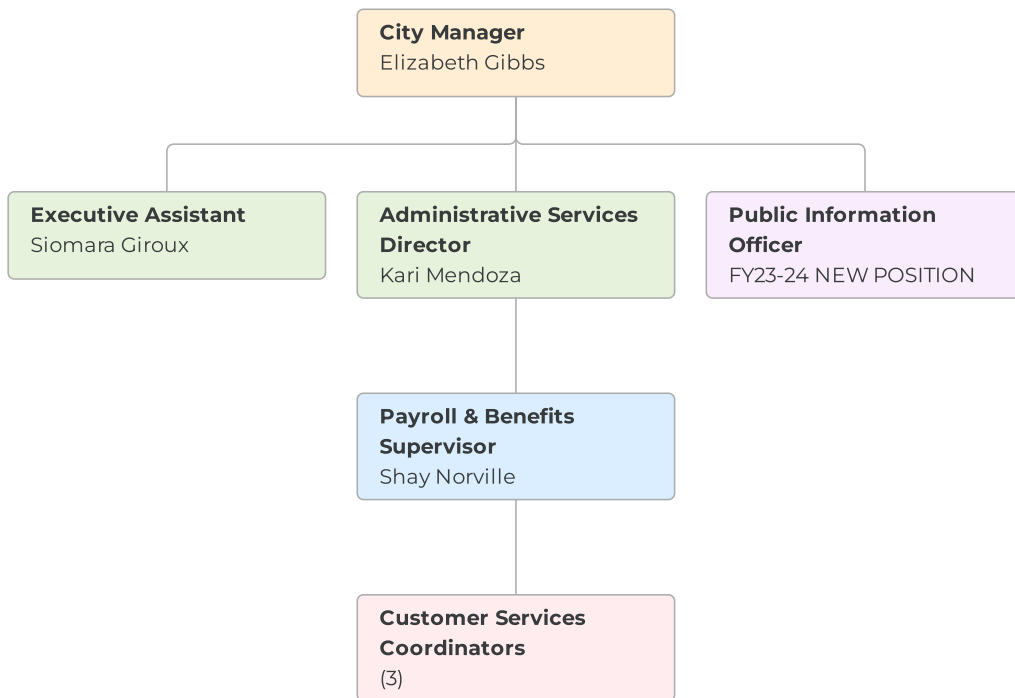 City Manager
Elizabeth Gibbs
Executive Assistant
Siomara Giroux
Administrative Services
Director
Kari Mendoza
Public Information
Officer
FY23-24 NEW POSITION
Payroll & Benefits
Supervisor
Shay Norville
Customer Services
Coordinators
(3)